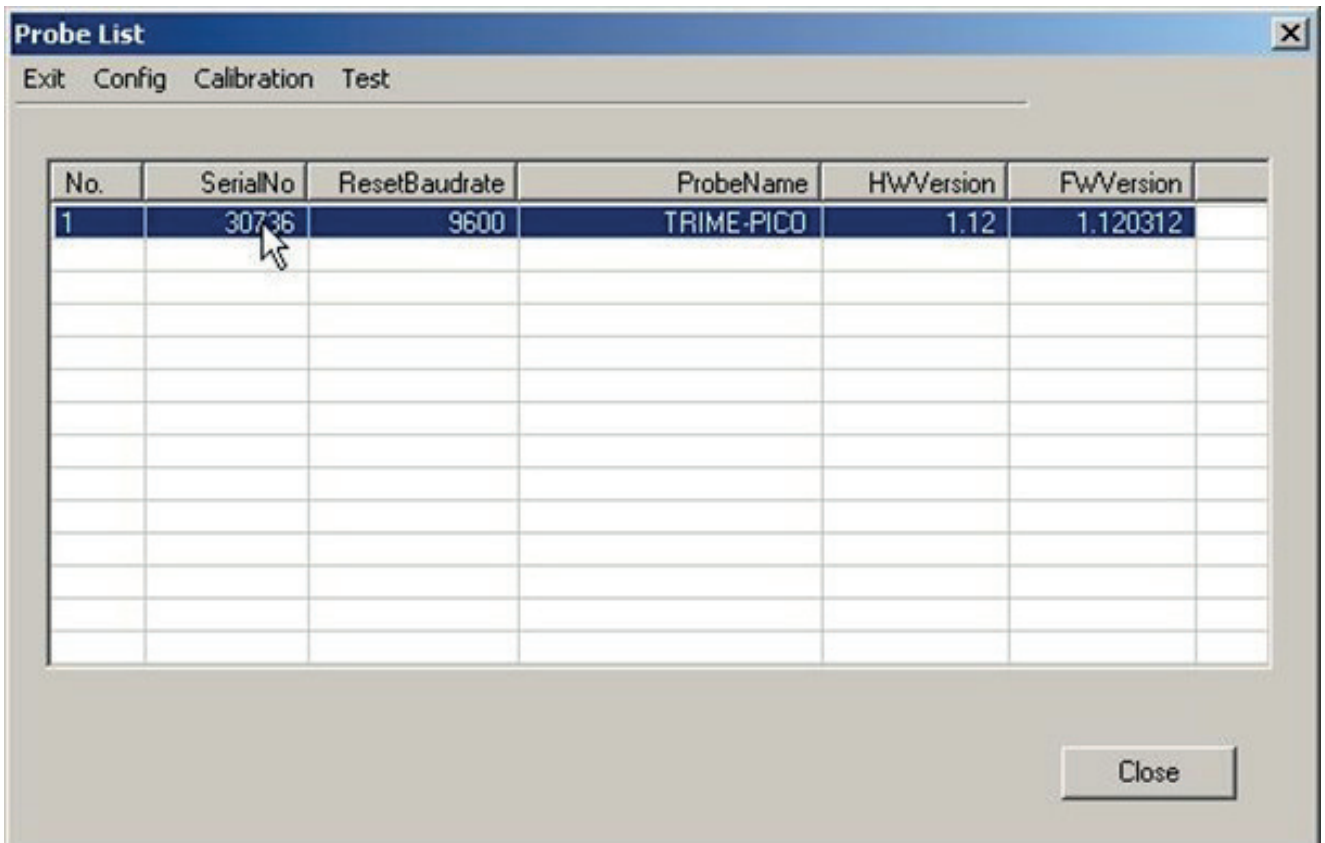 Probe List
Exit Config Calibration Test
No. SerialNo ResetBaudrate ProbeName HWVersion FWVersion
1 30736 9600 TRIME-PICO 1.12 1.120312
Close